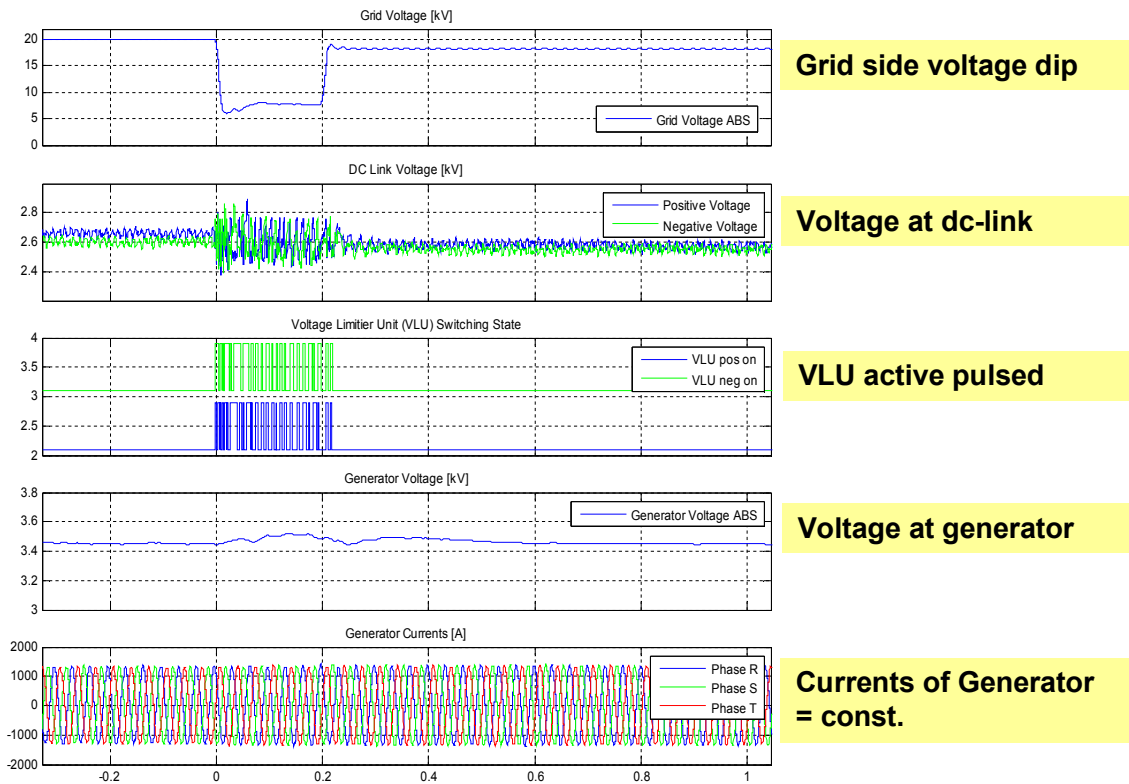 Grid Voltage [kV]
20
15
10
5
0
Grid Voltage ABS
Grid side voltage dip
DC Link Voltage [kV]
2.8
2.6
2.4
Positive Voltage
Negative Voltage
Voltage at dc-link
Voltage Limitier Unit (VLU) Switching State
4
3.5
3
2.5
2
VLU pos on
VLU neg on
VLU active pulsed
Generator Voltage [kV]
3.8
3.6
3.4
3.2
3
Generator Voltage ABS
Voltage at generator
Generator Currents [A]
2000
1000
0
-1000
-2000
Phase R
Phase S
Phase T
Currents of Generator
= const.
-0.2 0 0.2 0.4 0.6 0.8 1